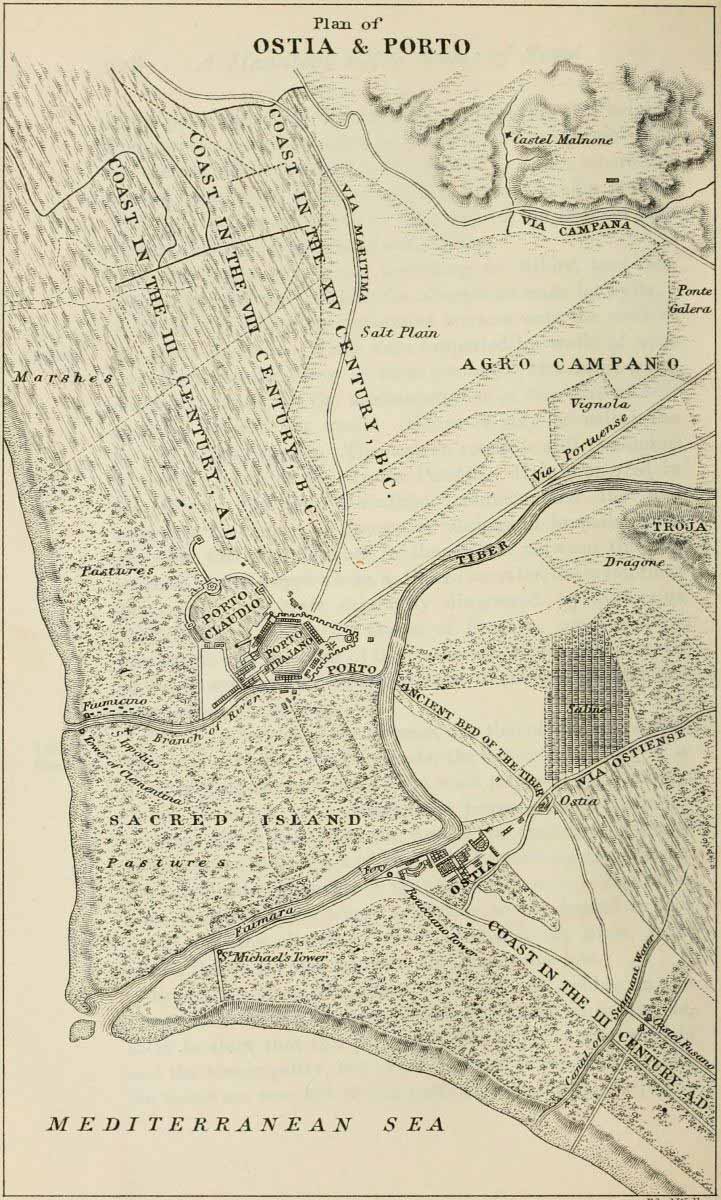 Plan of
OSTIA & PORTO
Castel Malnone
VIA CAMPANA
COAST IN THE III CENTURY, A.D
COAST IN THE VIII CENTURY, B.C.
COAST IN THE XIV CENTURY, B.C.
VIA MARITIMA
Ponte
Galera
Salt Plain
AGRO CAMPANO
Marshes
Vignola
Via Portuense
TROJA
TIBER
Dragone
Pastures
PORTO
CLAUDIO
PORTO
TRAJANO
PORTO
ANCIENT BED OF THE TIBER
Saline
Fiumicino
Branch of River
Ippolito
Tower of Clementina
VIA OSTIENSE
Ostia
SACRED ISLAND
Pastures
Ferry
OSTIA
Fiumara
Boacciano Tower
St. Michael's Tower
COAST IN THE III CENTURY A.D.
Canal of Stagnant Water
Castel Fusano
MEDITERRANEAN SEA